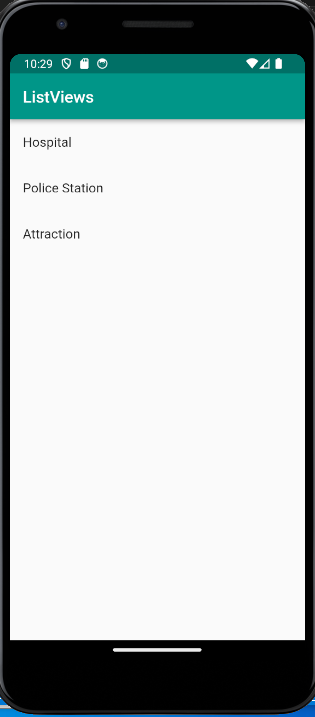 10:29
ListViews
Hospital
Police Station
Attraction